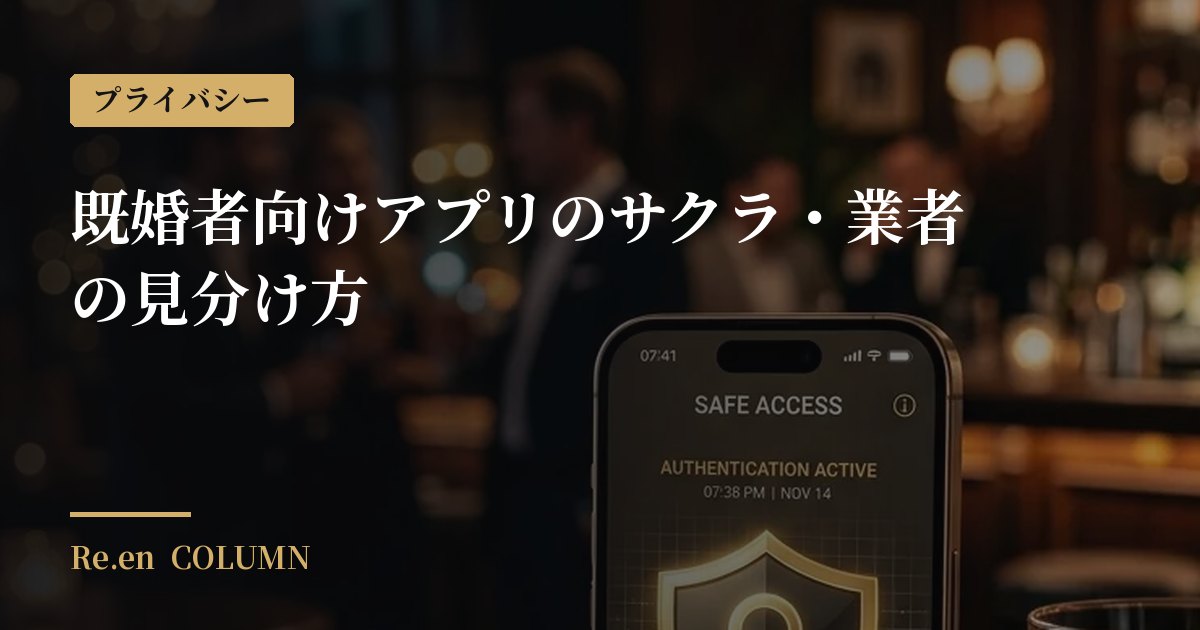 プライバシー
既婚者向けアプリのサクラ・業者
の見分け方
07:41
SAFE ACCESS
AUTHENTICATION ACTIVE
07:38 PM | NOV 14
Re.en COLUMN